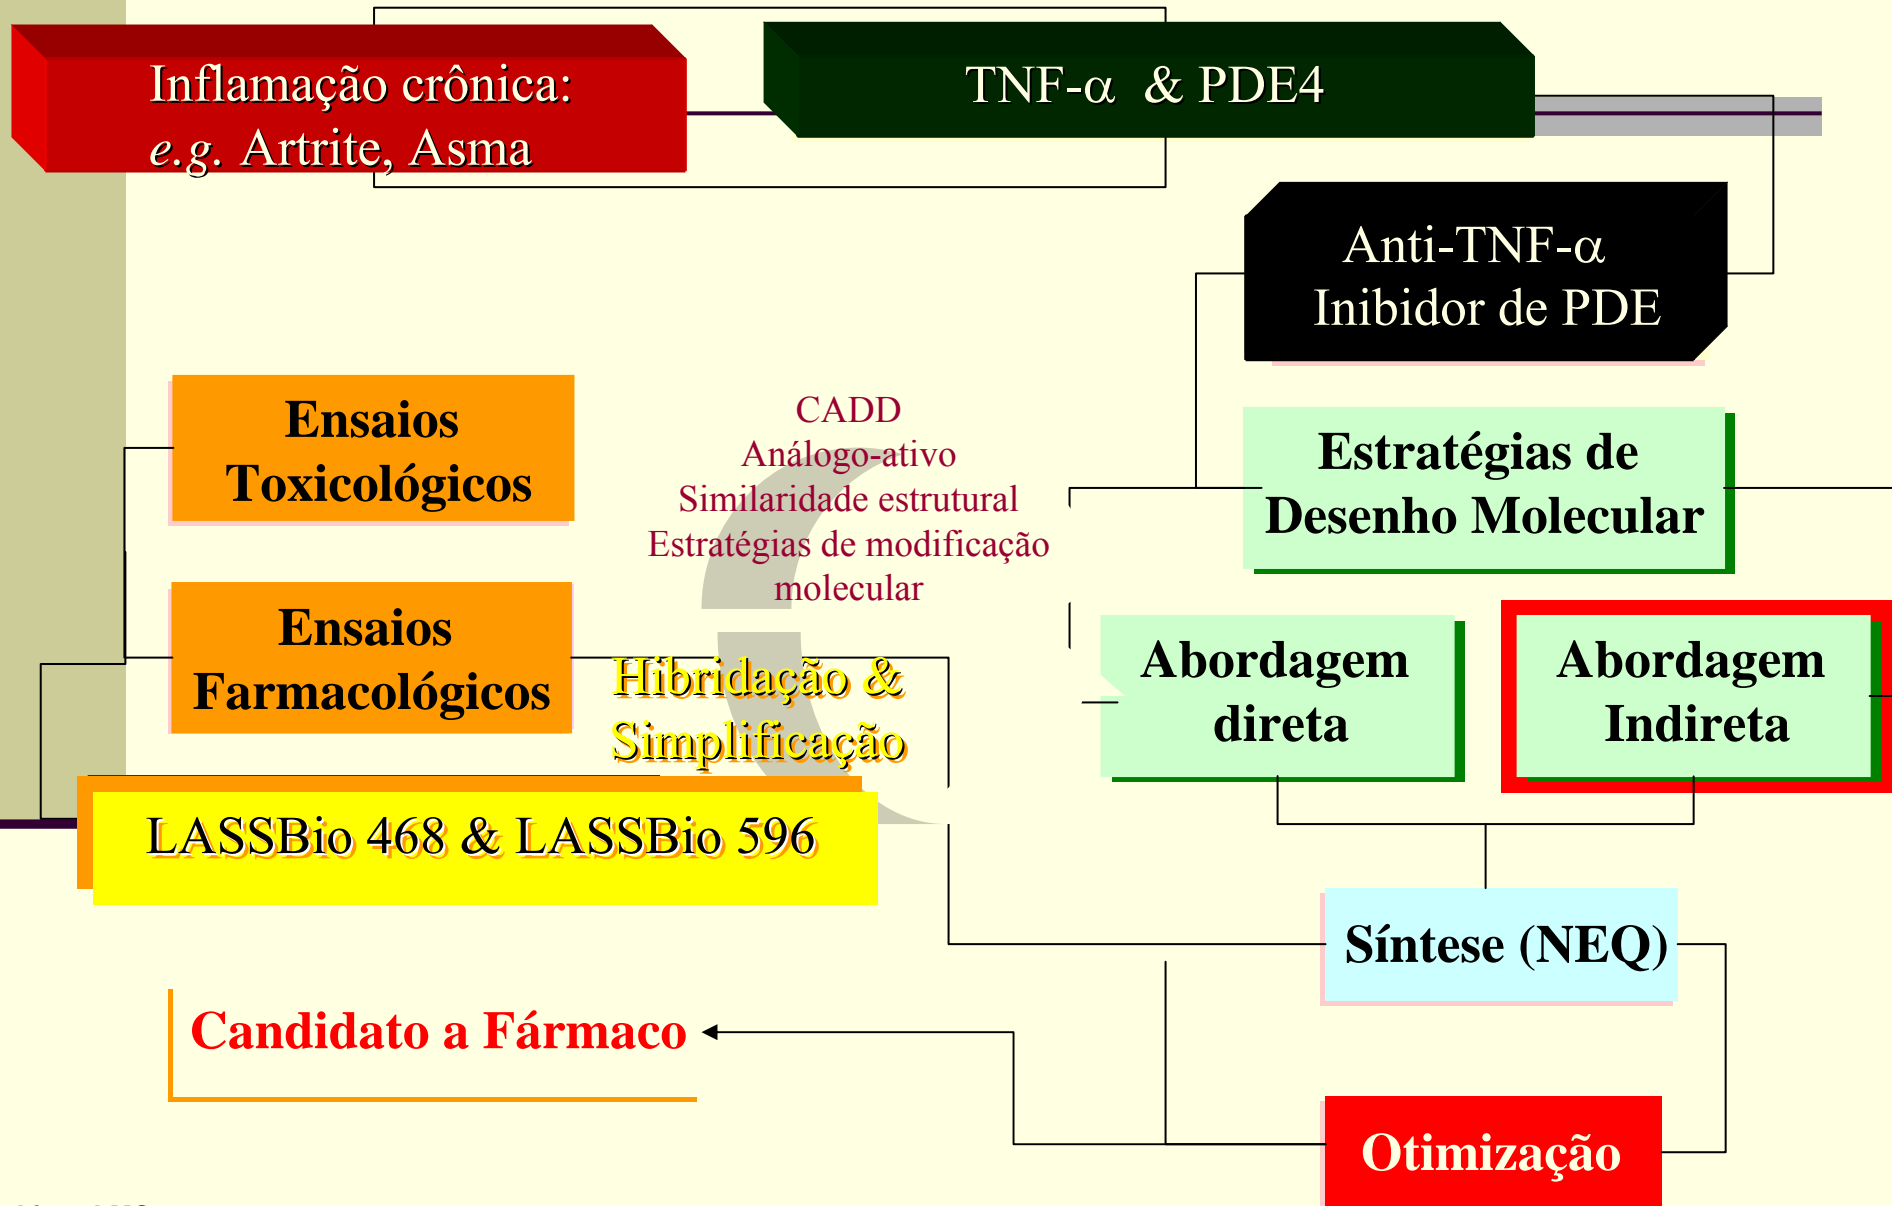 Inflamação crônica:
e.g. Artrite, Asma
TNF-α & PDE4
Anti-TNF-α
Inibidor de PDE
Ensaios
Toxicológicos
CADD
Análogo-ativo
Similaridade estrutural
Estratégias de modificação
molecular
Estratégias de
Desenho Molecular
Ensaios
Farmacológicos
Hibridação &
Simplificação
Abordagem
direta
Abordagem
Indireta
LASSBio 468 & LASSBio 596
Síntese (NEQ)
Candidato a Fármaco
Otimização